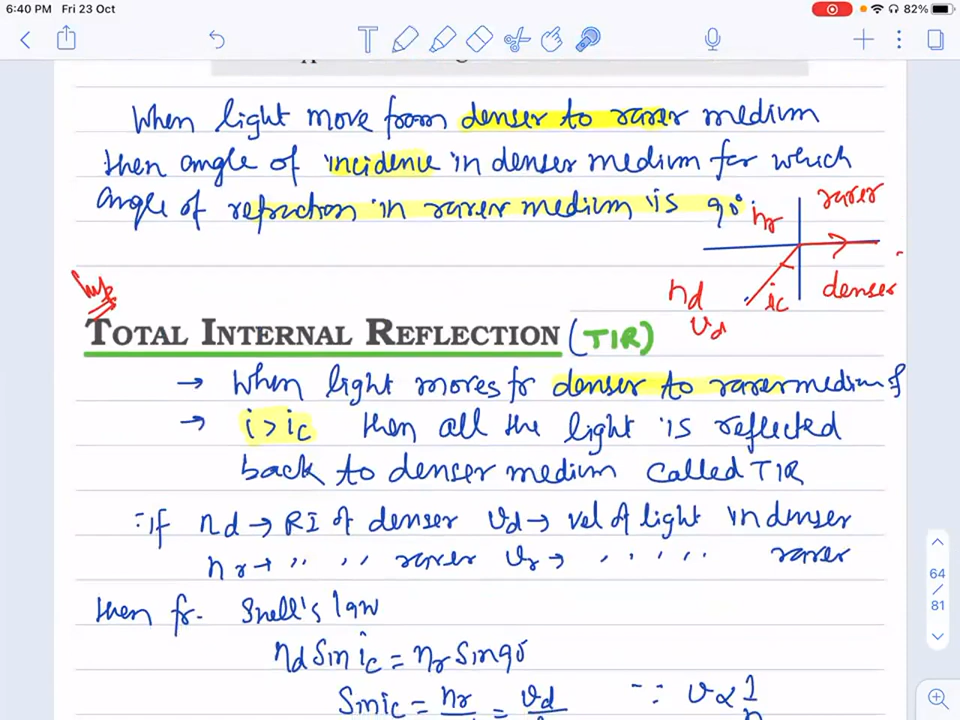 6:40 PM Fri 23 Oct
82%
When light move from denser to rarer medium
then angle of incidence in denser medium for which
angle of refraction in rarer medium is 90°
nr rarer
nd ic denser
vd
Imp
TOTAL INTERNAL REFLECTION (TIR)
→ When light moves fr denser to rarer medium &
→ i > ic then all the light is reflected
back to denser medium called TIR
∵ if nd → RI of denser vd → vel of light in denser
nr → ,, ,, rarer vr → , , , , rarer
then fr. Snell's law
nd Sin ic = nr Sin 90
Sin ic = nr = vd ∵ v ∝ 1
n
64
/
81